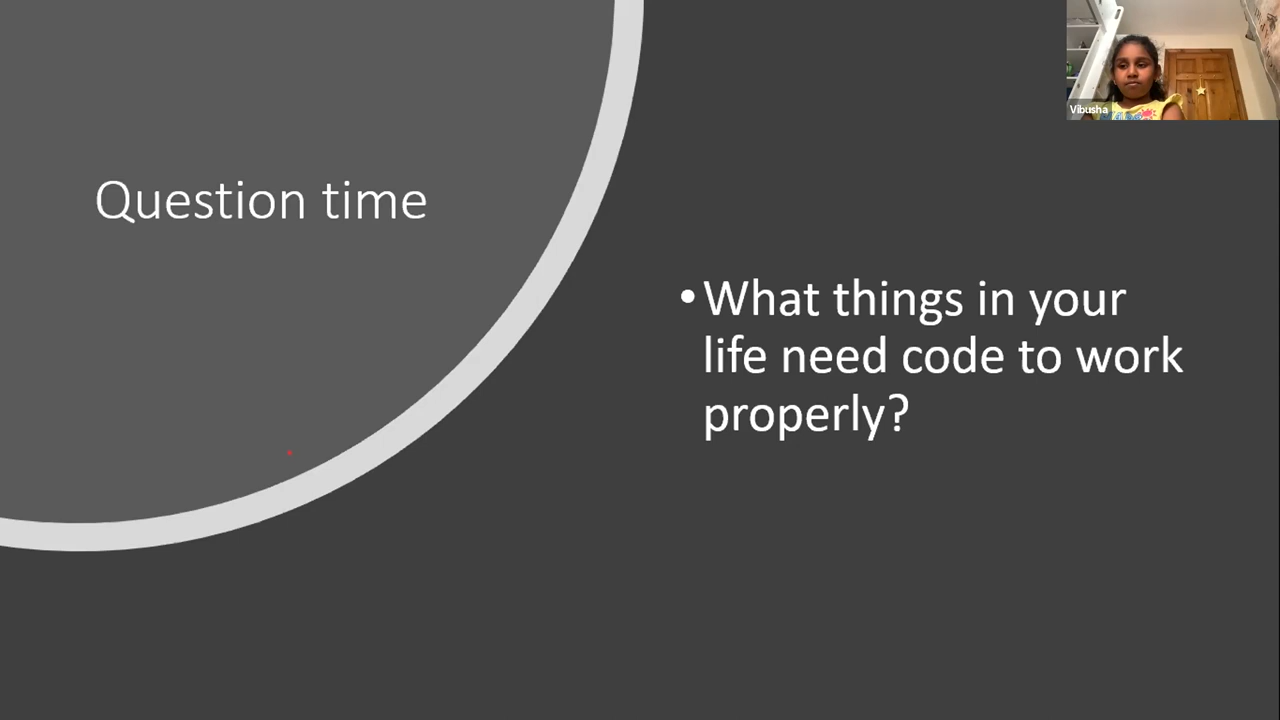 Question time
•What things in your
life need code to work
properly?
Vibusha